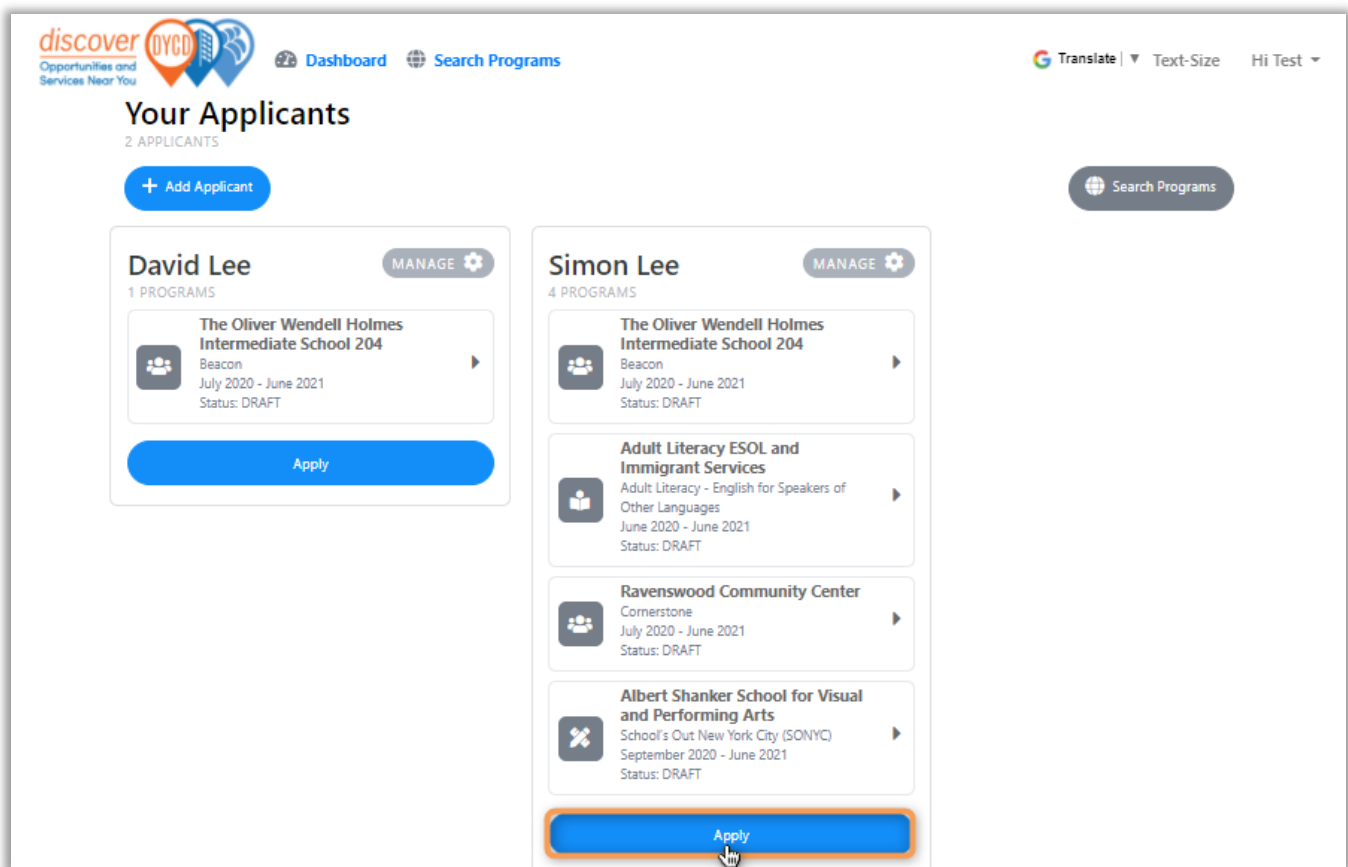 discover DYCD
Opportunities and
Services Near You
Dashboard Search Programs Translate | ▼ Text-Size Hi Test
Your Applicants
2 APPLICANTS
+ Add Applicant
Search Programs
David Lee MANAGE
1 PROGRAMS
The Oliver Wendell Holmes
Intermediate School 204
Beacon
July 2020 - June 2021
Status: DRAFT
Apply
Simon Lee MANAGE
4 PROGRAMS
The Oliver Wendell Holmes
Intermediate School 204
Beacon
July 2020 - June 2021
Status: DRAFT
Adult Literacy ESOL and
Immigrant Services
Adult Literacy - English for Speakers of
Other Languages
June 2020 - June 2021
Status: DRAFT
Ravenswood Community Center
Cornerstone
July 2020 - June 2021
Status: DRAFT
Albert Shanker School for Visual
and Performing Arts
School's Out New York City (SONYC)
September 2020 - June 2021
Status: DRAFT
Apply